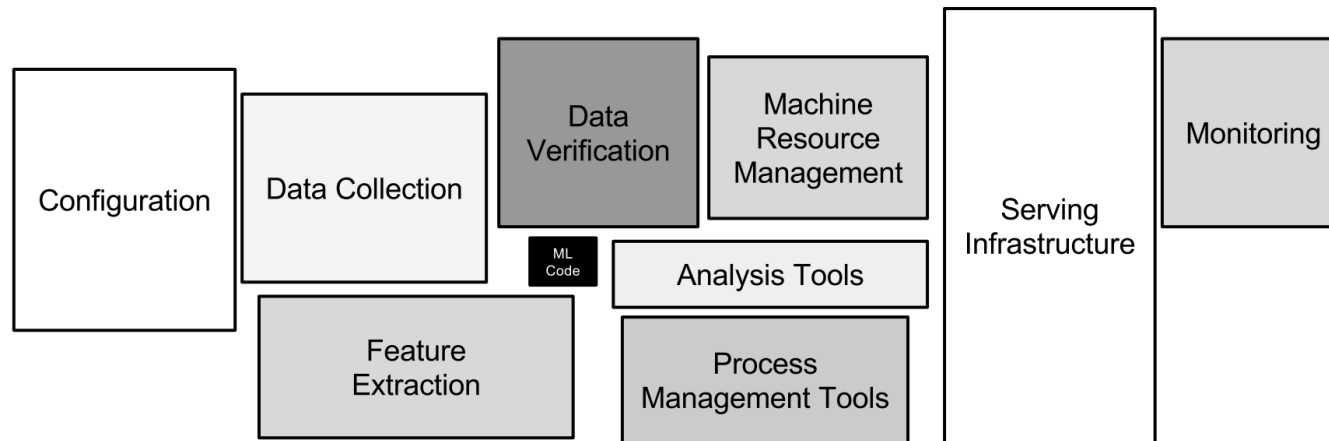 Configuration
Data Collection
Data
Verification
Machine
Resource
Management
Monitoring
Serving
Infrastructure
ML
Code
Analysis Tools
Feature
Extraction
Process
Management Tools